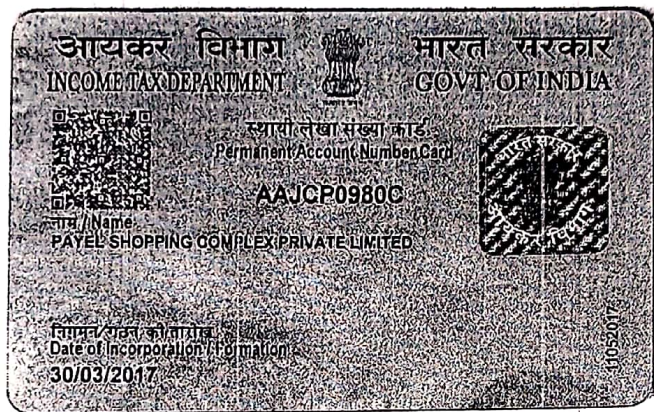 आयकर विभाग
INCOME TAX DEPARTMENT
भारत सरकार
GOVT. OF INDIA
स्थायी लेखा संख्या कार्ड
Permanent Account Number Card
AAJCP0980C
नाम / Name
PAYEL SHOPPING COMPLEX PRIVATE LIMITED
निगमन/गठन की तारीख
Date of Incorporation / Formation
30/03/2017
11052017